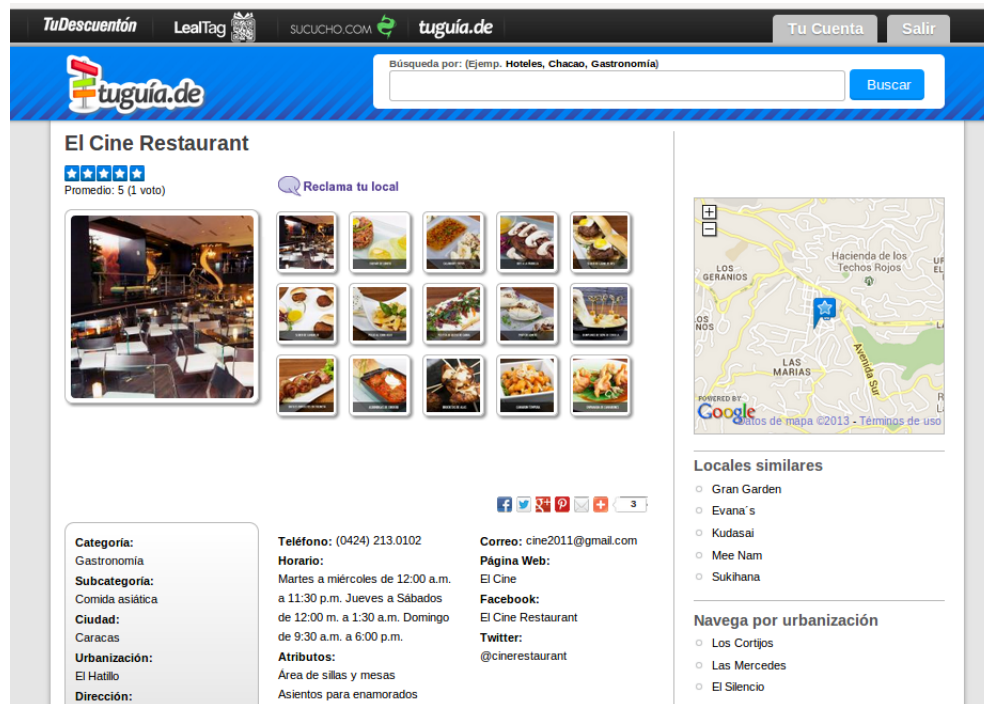 TuDescuentón
LealTag
SUCUCHO.COM
tuguía.de
Tu Cuenta
Salir
tuguía.de
Búsqueda por: (Ejemp. Hoteles, Chacao, Gastronomía)
Buscar
El Cine Restaurant
Promedio: 5 (1 voto)
Reclama tu local
LOS
GERANIOS
Hacienda de los
Techos Rojos
LAS
MARIAS
Avenida Sur
POWERED BY
Google
Datos de mapa ©2013 - Términos de uso
3
Categoría:
Gastronomía
Subcategoría:
Comida asiática
Ciudad:
Caracas
Urbanización:
El Hatillo
Dirección:
Teléfono: (0424) 213.0102
Horario:
Martes a miércoles de 12:00 a.m.
a 11:30 p.m. Jueves a Sábados
de 12:00 m. a 1:30 a.m. Domingo
de 9:30 a.m. a 6:00 p.m.
Atributos:
Área de sillas y mesas
Asientos para enamorados
Correo: cine2011@gmail.com
Página Web:
El Cine
Facebook:
El Cine Restaurant
Twitter:
@cinerestaurant
Locales similares
Gran Garden
Evana´s
Kudasai
Mee Nam
Sukihana
Navega por urbanización
Los Cortijos
Las Mercedes
El Silencio